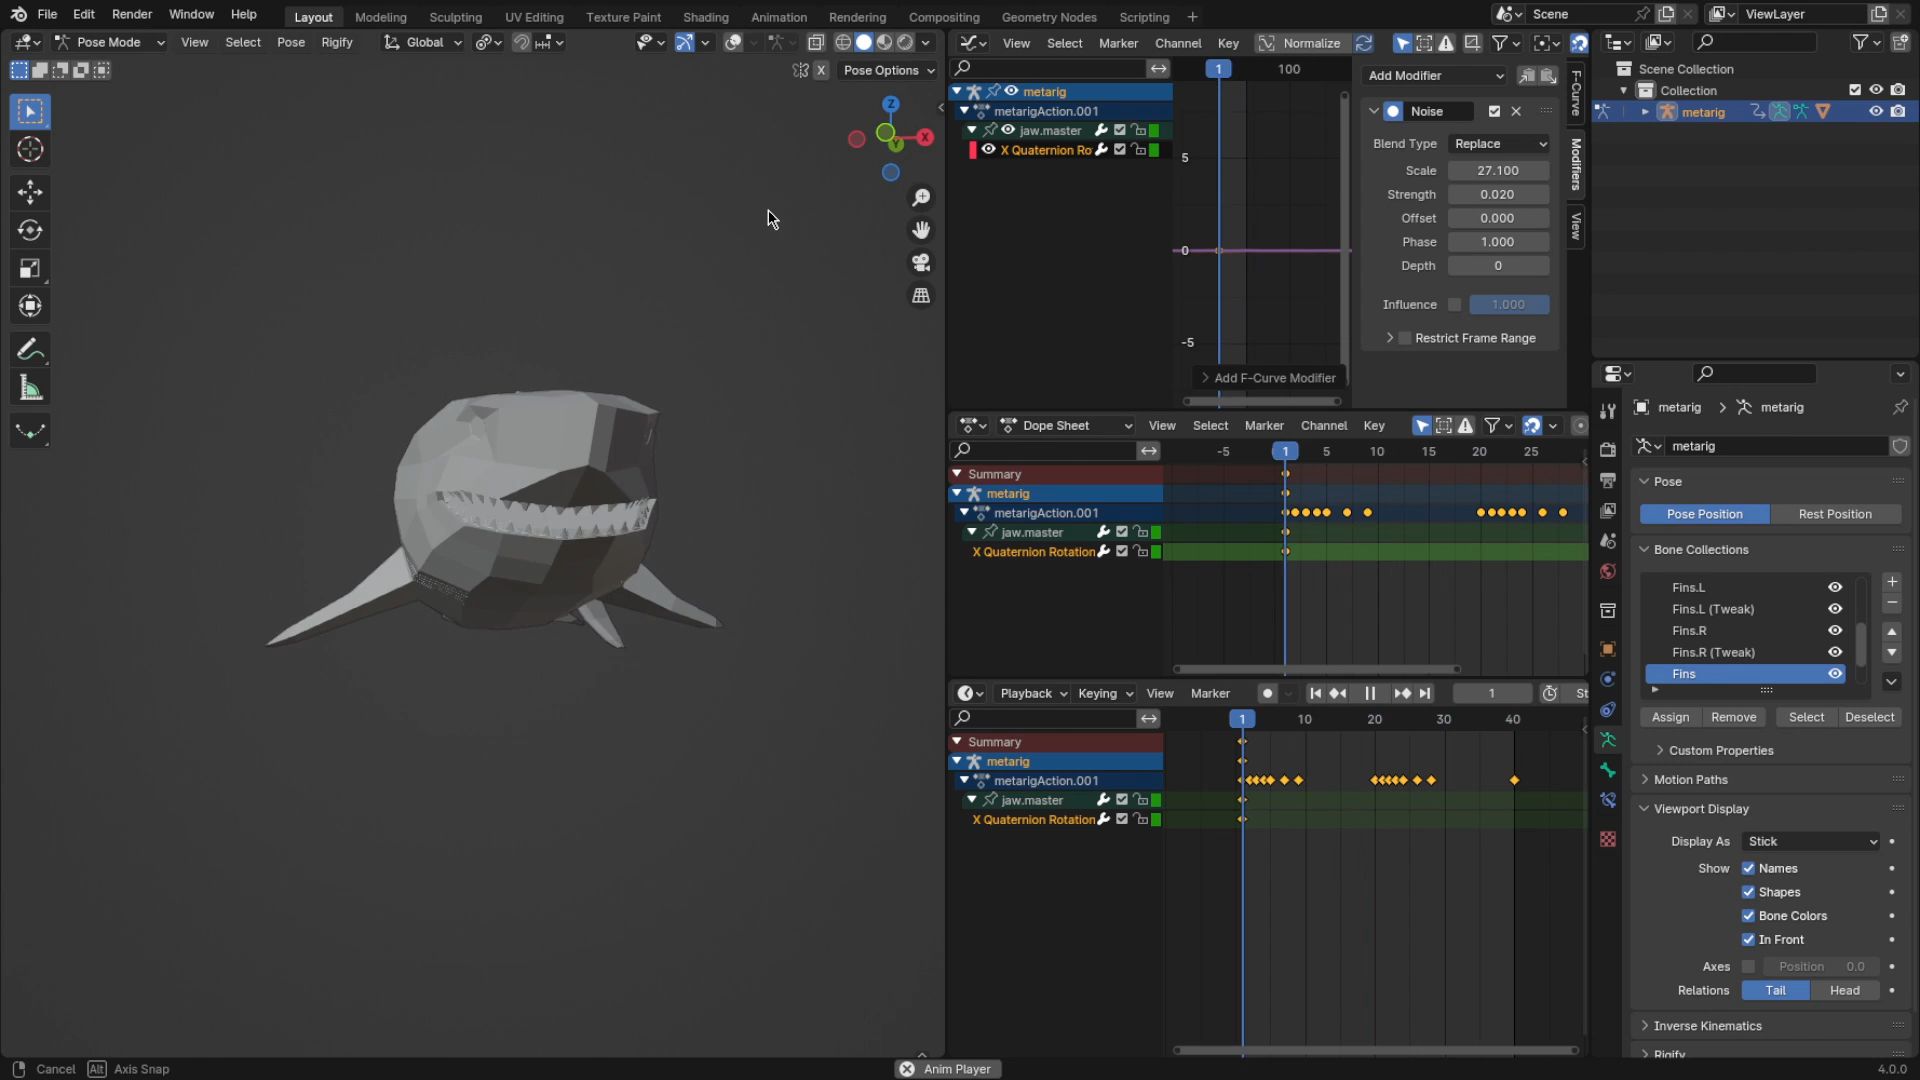 File Edit Render Window Help Layout Modeling Sculpting UV Editing Texture Paint Shading Animation Rendering Compositing Geometry Nodes Scripting + Scene ViewLayer
Pose Mode View Select Pose Rigify Global
X Pose Options
Z
X
Y
View Select Marker Channel Key Normalize
1 100
metarig
metarigAction.001
jaw.master
X Quaternion Ro
5
0
-5
Add F-Curve Modifier
Add Modifier
Noise
Blend Type Replace
Scale 27.100
Strength 0.020
Offset 0.000
Phase 1.000
Depth 0
Influence 1.000
Restrict Frame Range
F-Curve
Modifiers
View
Dope Sheet View Select Marker Channel Key
-5 1 5 10 15 20 25
Summary
metarig
metarigAction.001
jaw.master
X Quaternion Rotation
Playback Keying View Marker 1 St
1 10 20 30 40
Summary
metarig
metarigAction.001
jaw.master
X Quaternion Rotation
Scene Collection
Collection
metarig
metarig metarig
metarig
Pose
Pose Position Rest Position
Bone Collections
Fins.L
Fins.L (Tweak)
Fins.R
Fins.R (Tweak)
Fins
Assign Remove Select Deselect
Custom Properties
Motion Paths
Viewport Display
Display As Stick
Show Names
Shapes
Bone Colors
In Front
Axes Position 0.0
Relations Tail Head
Inverse Kinematics
Rigify
Cancel Alt Axis Snap Anim Player 4.0.0